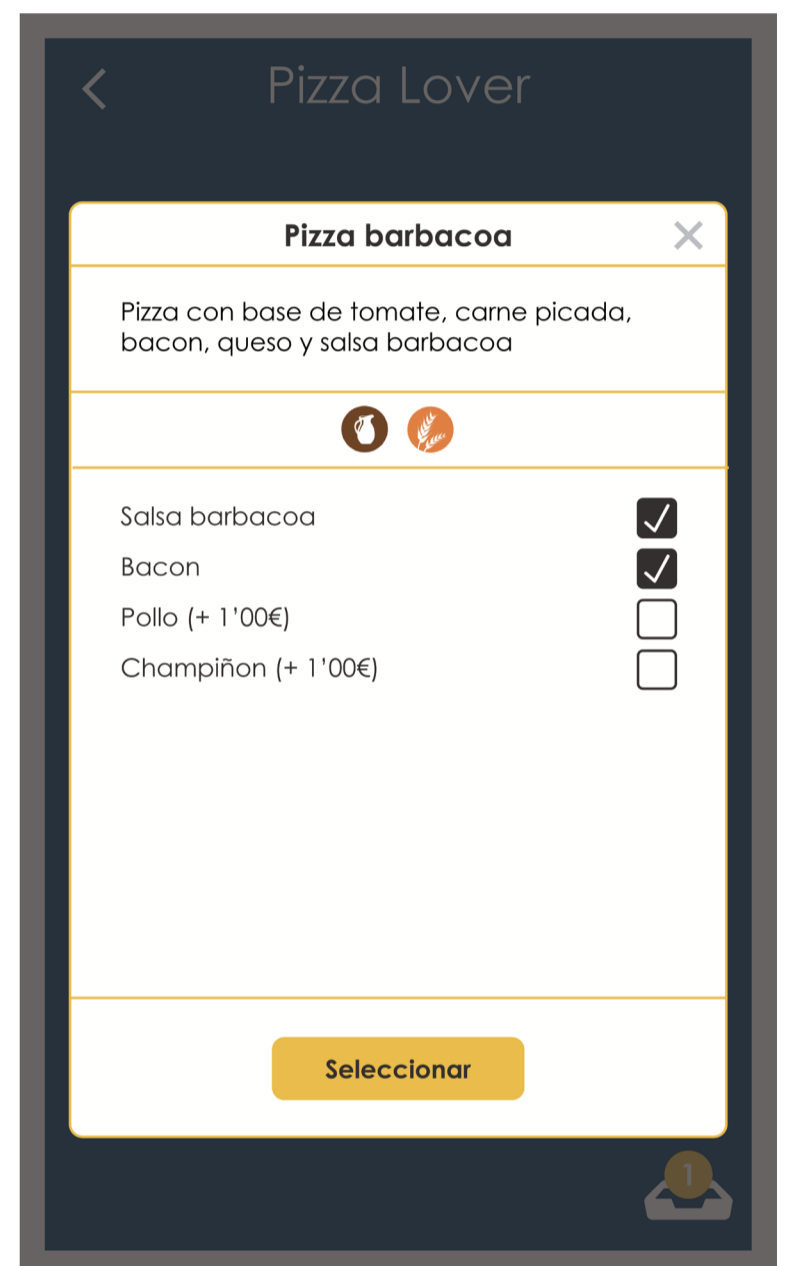 Pizza Lover
Pizza barbacoa
Pizza con base de tomate, carne picada,
bacon, queso y salsa barbacoa
Salsa barbacoa
Bacon
Pollo (+ 1’00€)
Champiñon (+ 1’00€)
Seleccionar
1